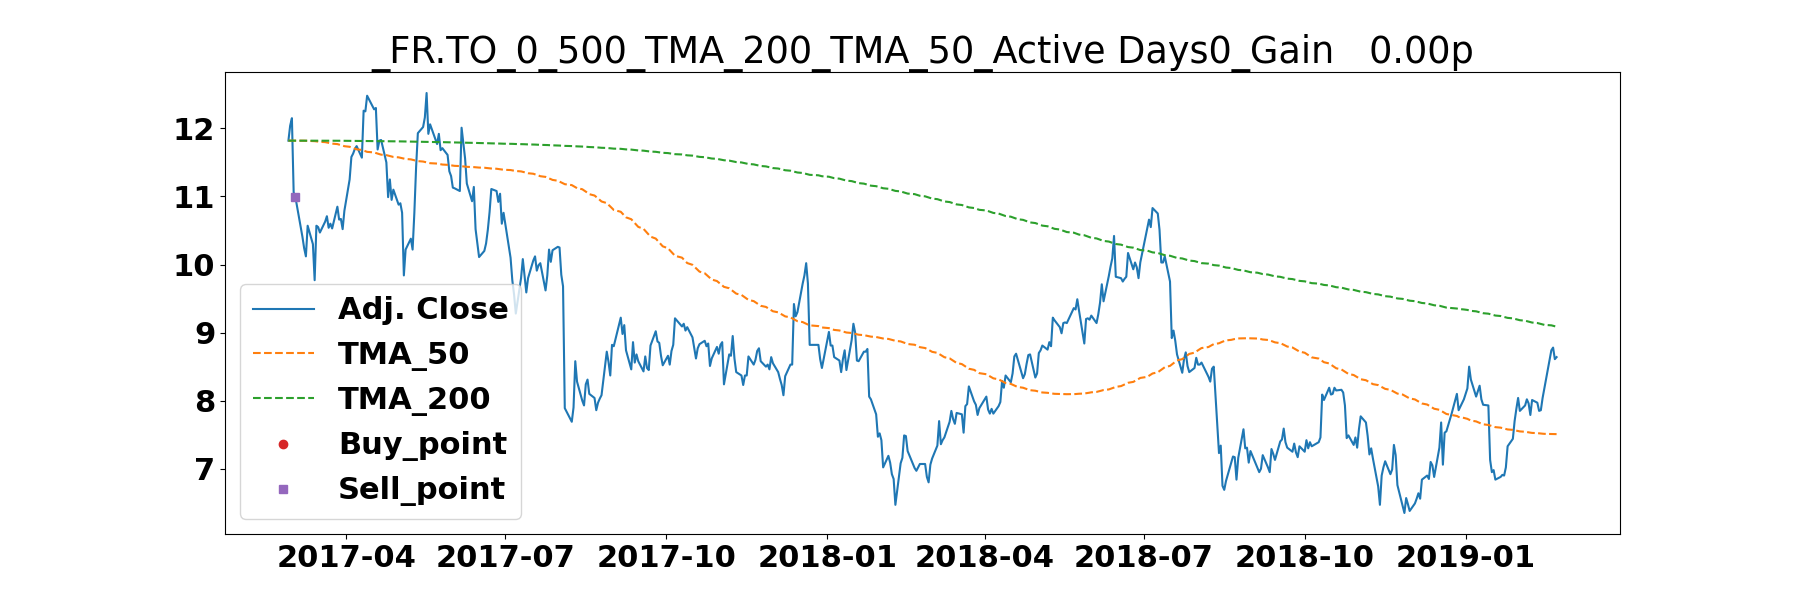 _FR.TO_0_500_TMA_200_TMA_50_Active Days0_Gain   0.00p
12
11
10
9
8
7
Adj. Close
TMA_50
TMA_200
Buy_point
Sell_point
2017-04 2017-07 2017-10 2018-01 2018-04 2018-07 2018-10 2019-01